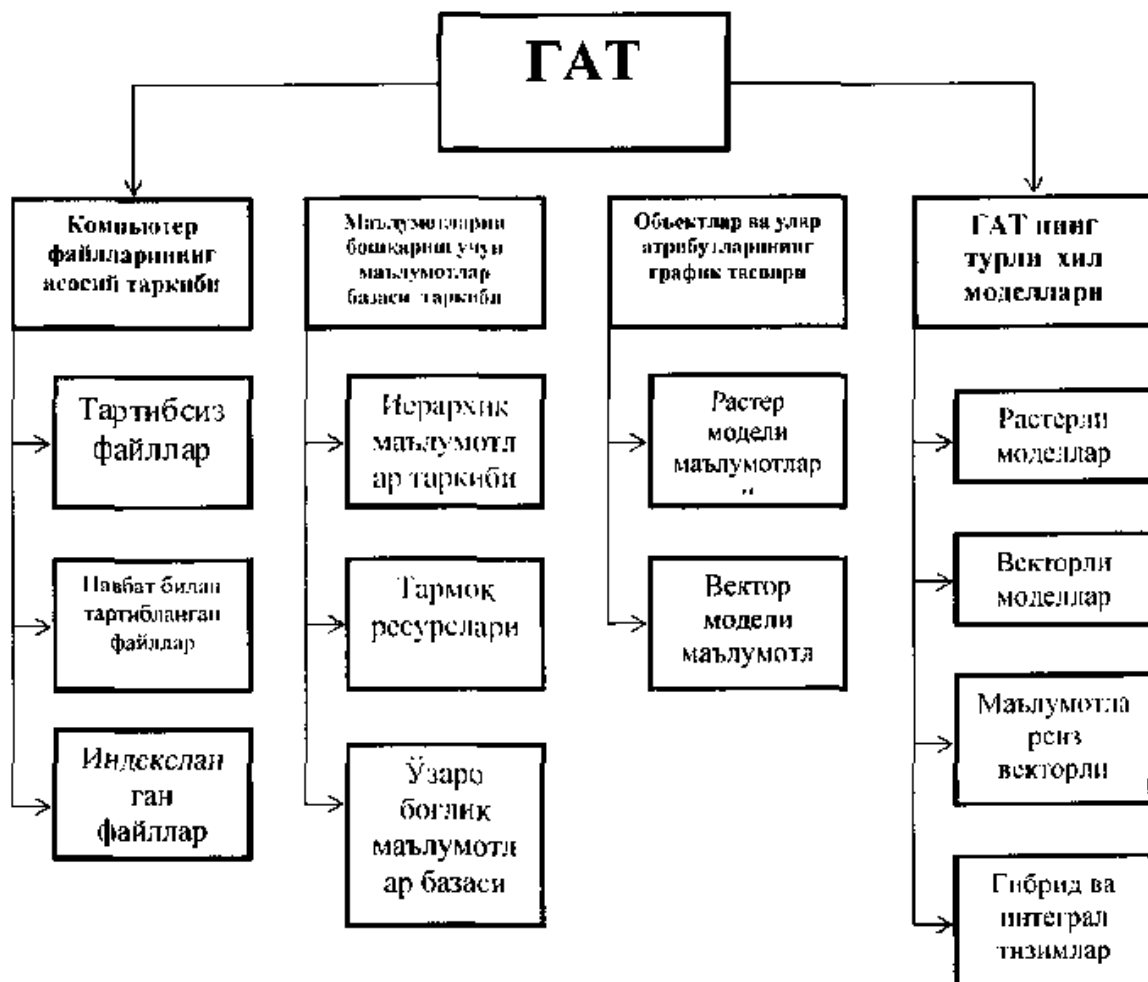 ГАТ
Компьютер
файлларининг
асосий таркиби
Тартибсиз
файллар
Навбат билан
тартибланган
файллар
Индекслан
ган
файллар
Маълумотларни
бошкариш учун
маълумотлар
базаси таркиби
Иерархик
маълумотл
ар таркиби
Тармоқ
ресурслари
Ўзаро
боглиқ
маълумотл
ар базаси
Объектлар ва улар
атрибулларининг
график тасвири
Растер
модели
маълумотлар
Вектор
модели
маълумотл
ГАТ нинг
турли хил
моделлари
Растерли
моделлар
Векторли
моделлар
Маълумотла
рсиз
векторли
Гибрид ва
интеграл
тизимлар